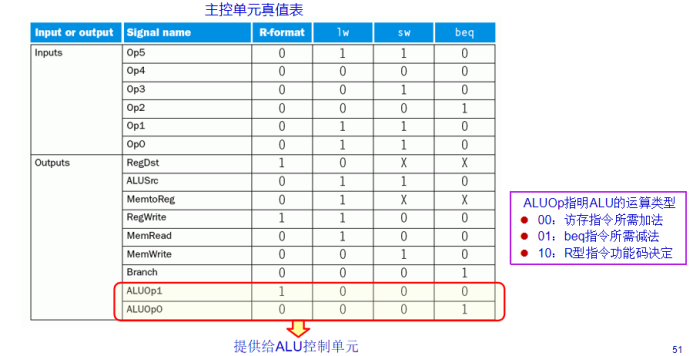 主控单元真值表
Input or output Signal name R-format lw sw beq
Inputs Op5 0 1 1 0
Op4 0 0 0 0
Op3 0 0 1 0
Op2 0 0 0 1
Op1 0 1 1 0
Op0 0 1 1 0
Outputs RegDst 1 0 X X
ALUSrc 0 1 1 0
MemtoReg 0 1 X X
RegWrite 1 1 0 0
MemRead 0 1 0 0
MemWrite 0 0 1 0
Branch 0 0 0 1
ALUOp1 1 0 0 0
ALUOp0 0 0 0 1
ALUOp指明ALU的运算类型
● 00：访存指令所需加法
● 01：beq指令所需减法
● 10：R型指令功能码决定
提供给ALU控制单元
51